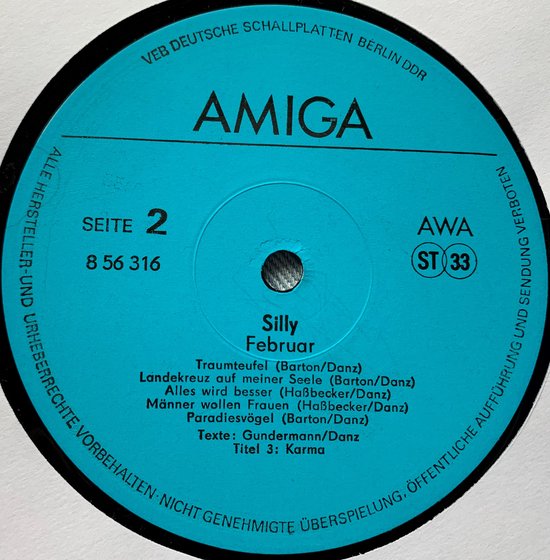 VEB DEUTSCHE SCHALLPLATTEN BERLIN DDR
AMIGA
SEITE 2
AWA
8 56 316
ST 33
Silly
Februar
Traumteufel (Barton/Danz)
Landekreuz auf meiner Seele (Barton/Danz)
Alles wird besser (Haßbecker/Danz)
Männer wollen Frauen (Haßbecker/Danz)
Paradiesvögel (Barton/Danz)
Texte: Gundermann/Danz
Titel 3: Karma
ALLE HERSTELLER- UND URHEBERRECHTE VORBEHALTEN · NICHT GENEHMIGTE ÜBERSPIELUNG, ÖFFENTLICHE AUFFÜHRUNG UND SENDUNG VERBOTEN